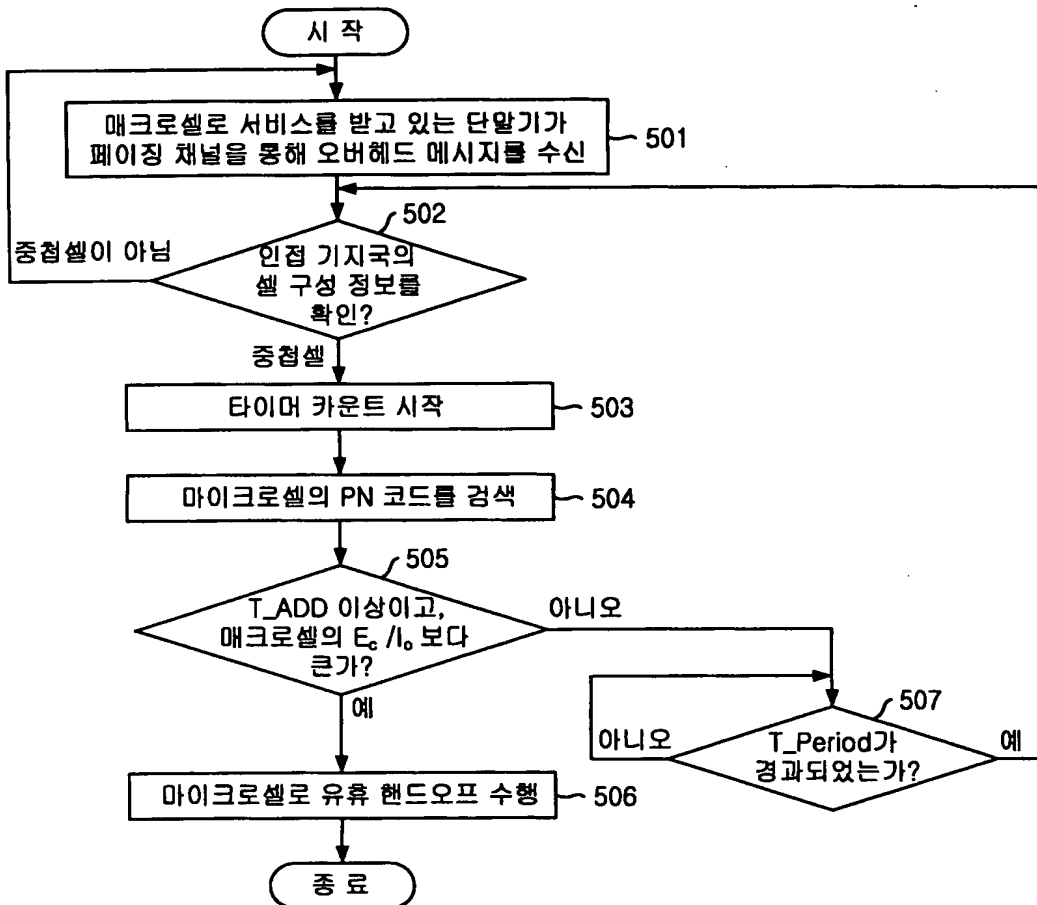 시 작
매크로셀로 서비스를 받고 있는 단말기가
페이징 채널을 통해 오버헤드 메시지를 수신
501
502
중첩셀이 아님
인접 기지국의
셀 구성 정보를
확인?
중첩셀
타이머 카운트 시작
503
마이크로셀의 PN 코드를 검색
504
505
T_ADD 이상이고,
매크로셀의 Ec /Io 보다
큰가?
아니오
예
507
아니오
T_Period가
경과되었는가?
예
마이크로셀로 유휴 핸드오프 수행
506
종 료